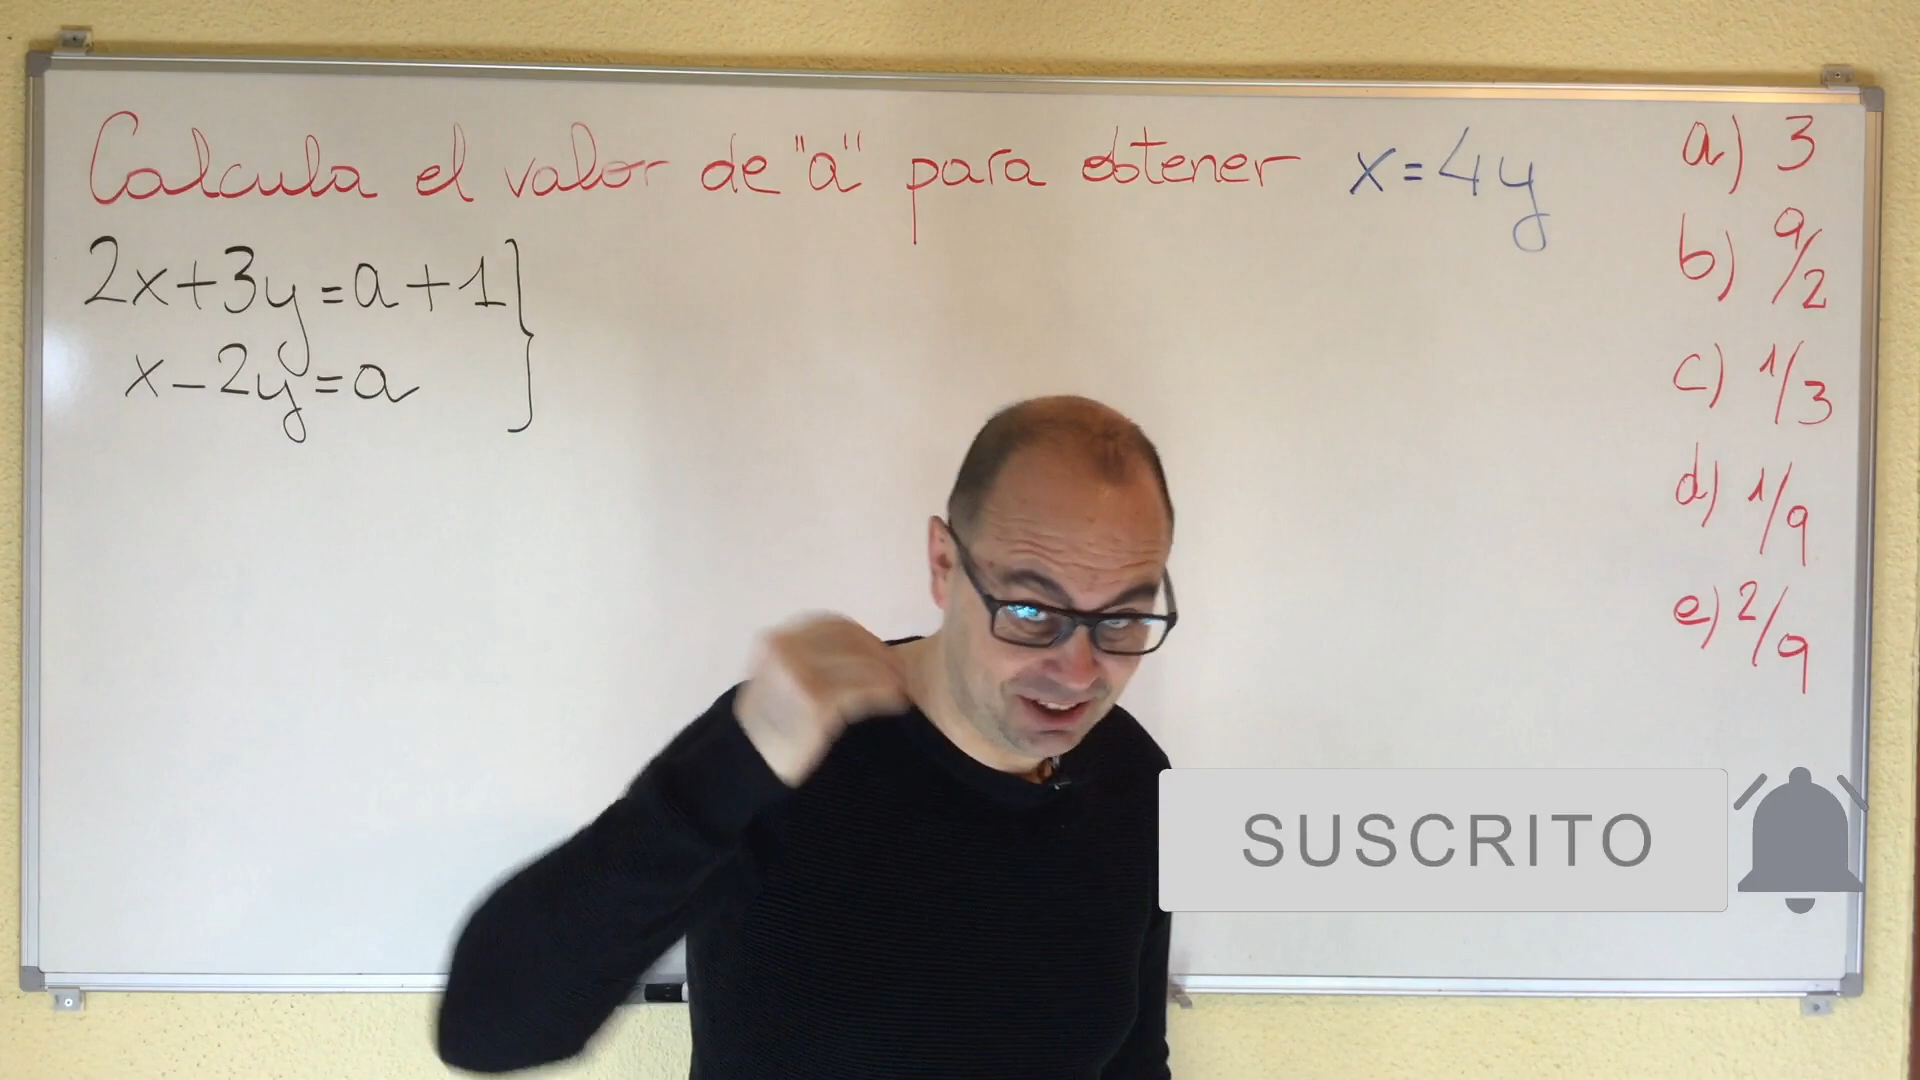 Calcula el valor de "a" para obtener x=4y
2x+3y=a+1
x-2y=a
a) 3
b) 9/2
c) 1/3
d) 1/9
e) 2/9
SUSCRITO